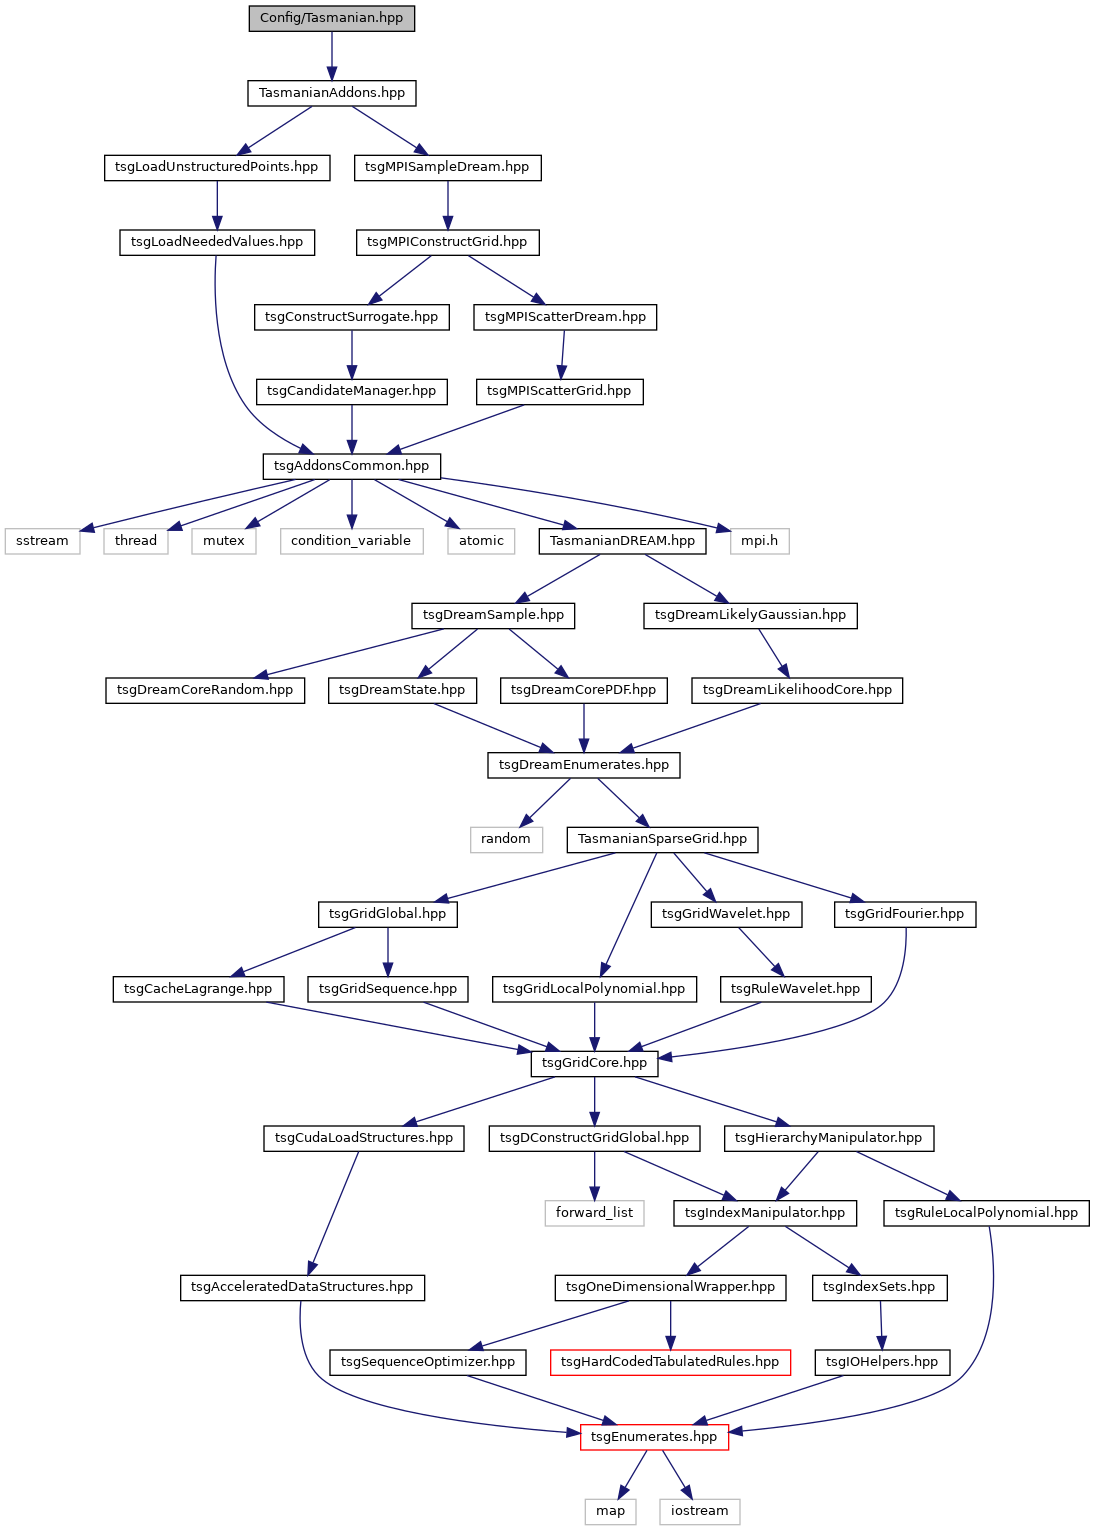 Config/Tasmanian.hpp
TasmanianAddons.hpp
tsgLoadUnstructuredPoints.hpp
tsgMPISampleDream.hpp
tsgLoadNeededValues.hpp
tsgMPIConstructGrid.hpp
tsgConstructSurrogate.hpp
tsgMPIScatterDream.hpp
tsgCandidateManager.hpp
tsgMPIScatterGrid.hpp
tsgAddonsCommon.hpp
sstream
thread
mutex
condition_variable
atomic
TasmanianDREAM.hpp
mpi.h
tsgDreamSample.hpp
tsgDreamLikelyGaussian.hpp
tsgDreamCoreRandom.hpp
tsgDreamState.hpp
tsgDreamCorePDF.hpp
tsgDreamLikelihoodCore.hpp
tsgDreamEnumerates.hpp
random
TasmanianSparseGrid.hpp
tsgGridGlobal.hpp
tsgGridWavelet.hpp
tsgGridFourier.hpp
tsgCacheLagrange.hpp
tsgGridSequence.hpp
tsgGridLocalPolynomial.hpp
tsgRuleWavelet.hpp
tsgGridCore.hpp
tsgCudaLoadStructures.hpp
tsgDConstructGridGlobal.hpp
tsgHierarchyManipulator.hpp
forward_list
tsgIndexManipulator.hpp
tsgRuleLocalPolynomial.hpp
tsgAcceleratedDataStructures.hpp
tsgOneDimensionalWrapper.hpp
tsgIndexSets.hpp
tsgSequenceOptimizer.hpp
tsgHardCodedTabulatedRules.hpp
tsgIOHelpers.hpp
tsgEnumerates.hpp
map
iostream